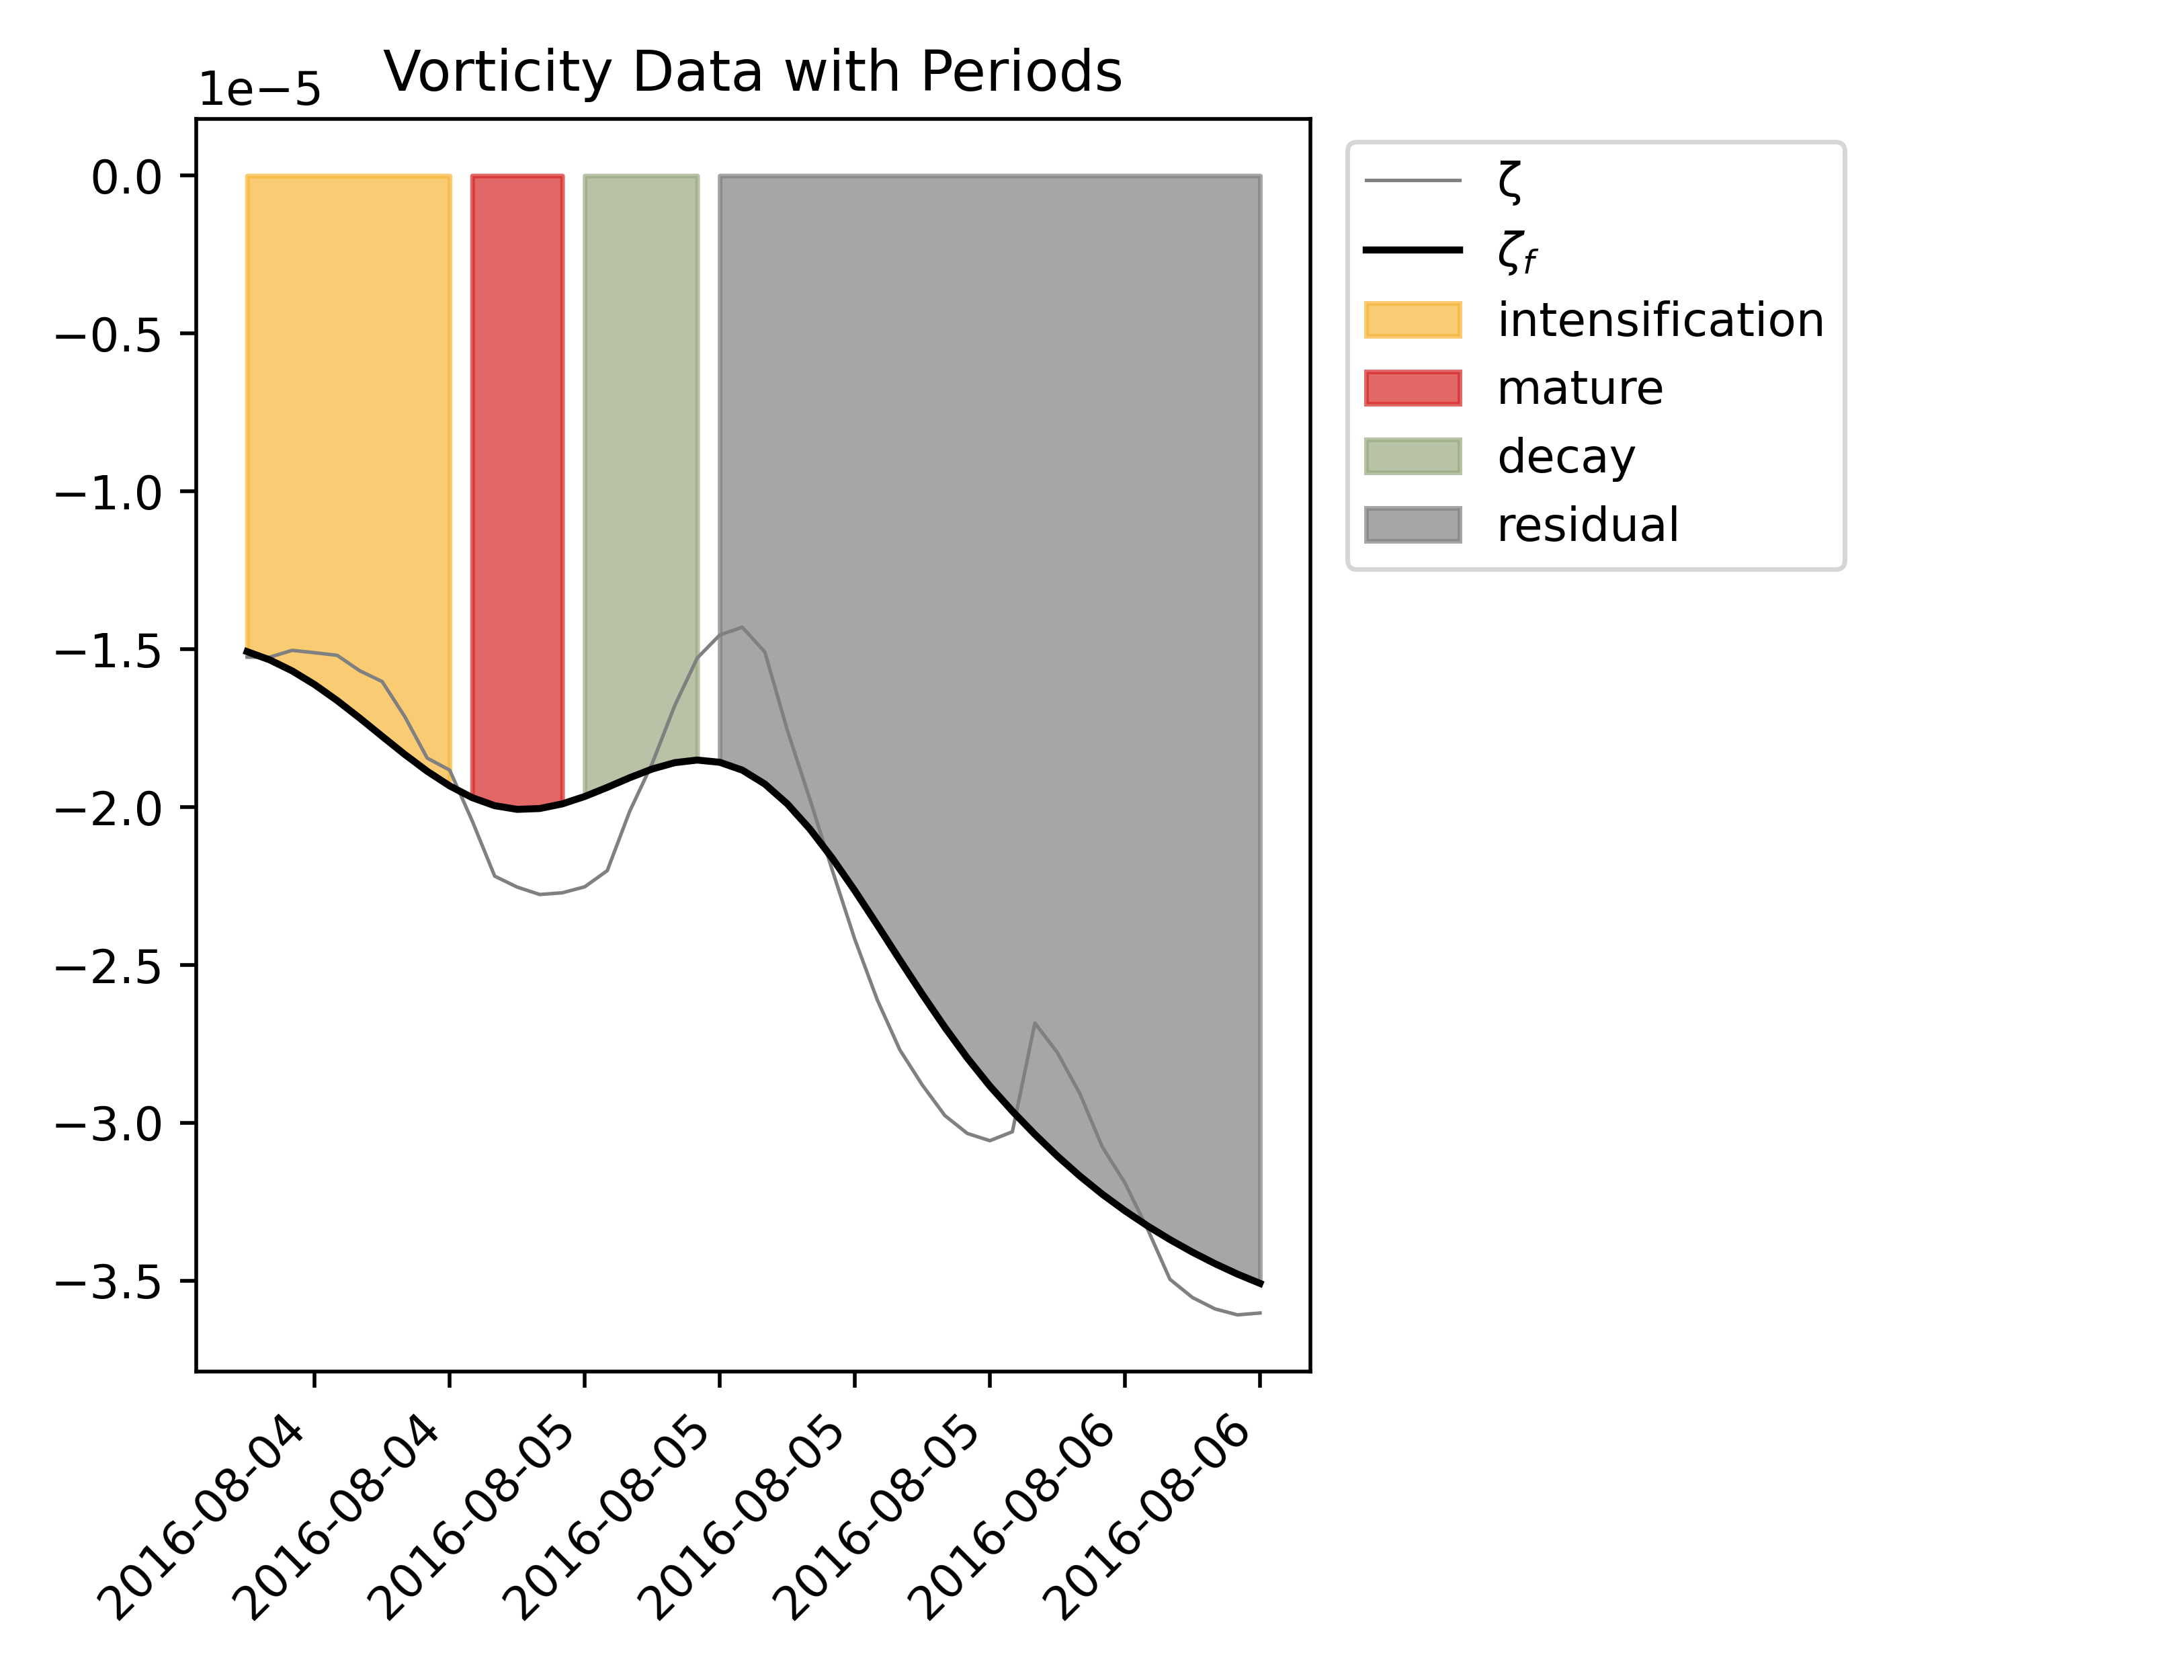 Vorticity Data with Periods
1e−5
0.0
−0.5
−1.0
−1.5
−2.0
−2.5
−3.0
−3.5
2016-08-04
2016-08-04
2016-08-05
2016-08-05
2016-08-05
2016-08-05
2016-08-06
2016-08-06
ζ
ζf
intensification
mature
decay
residual